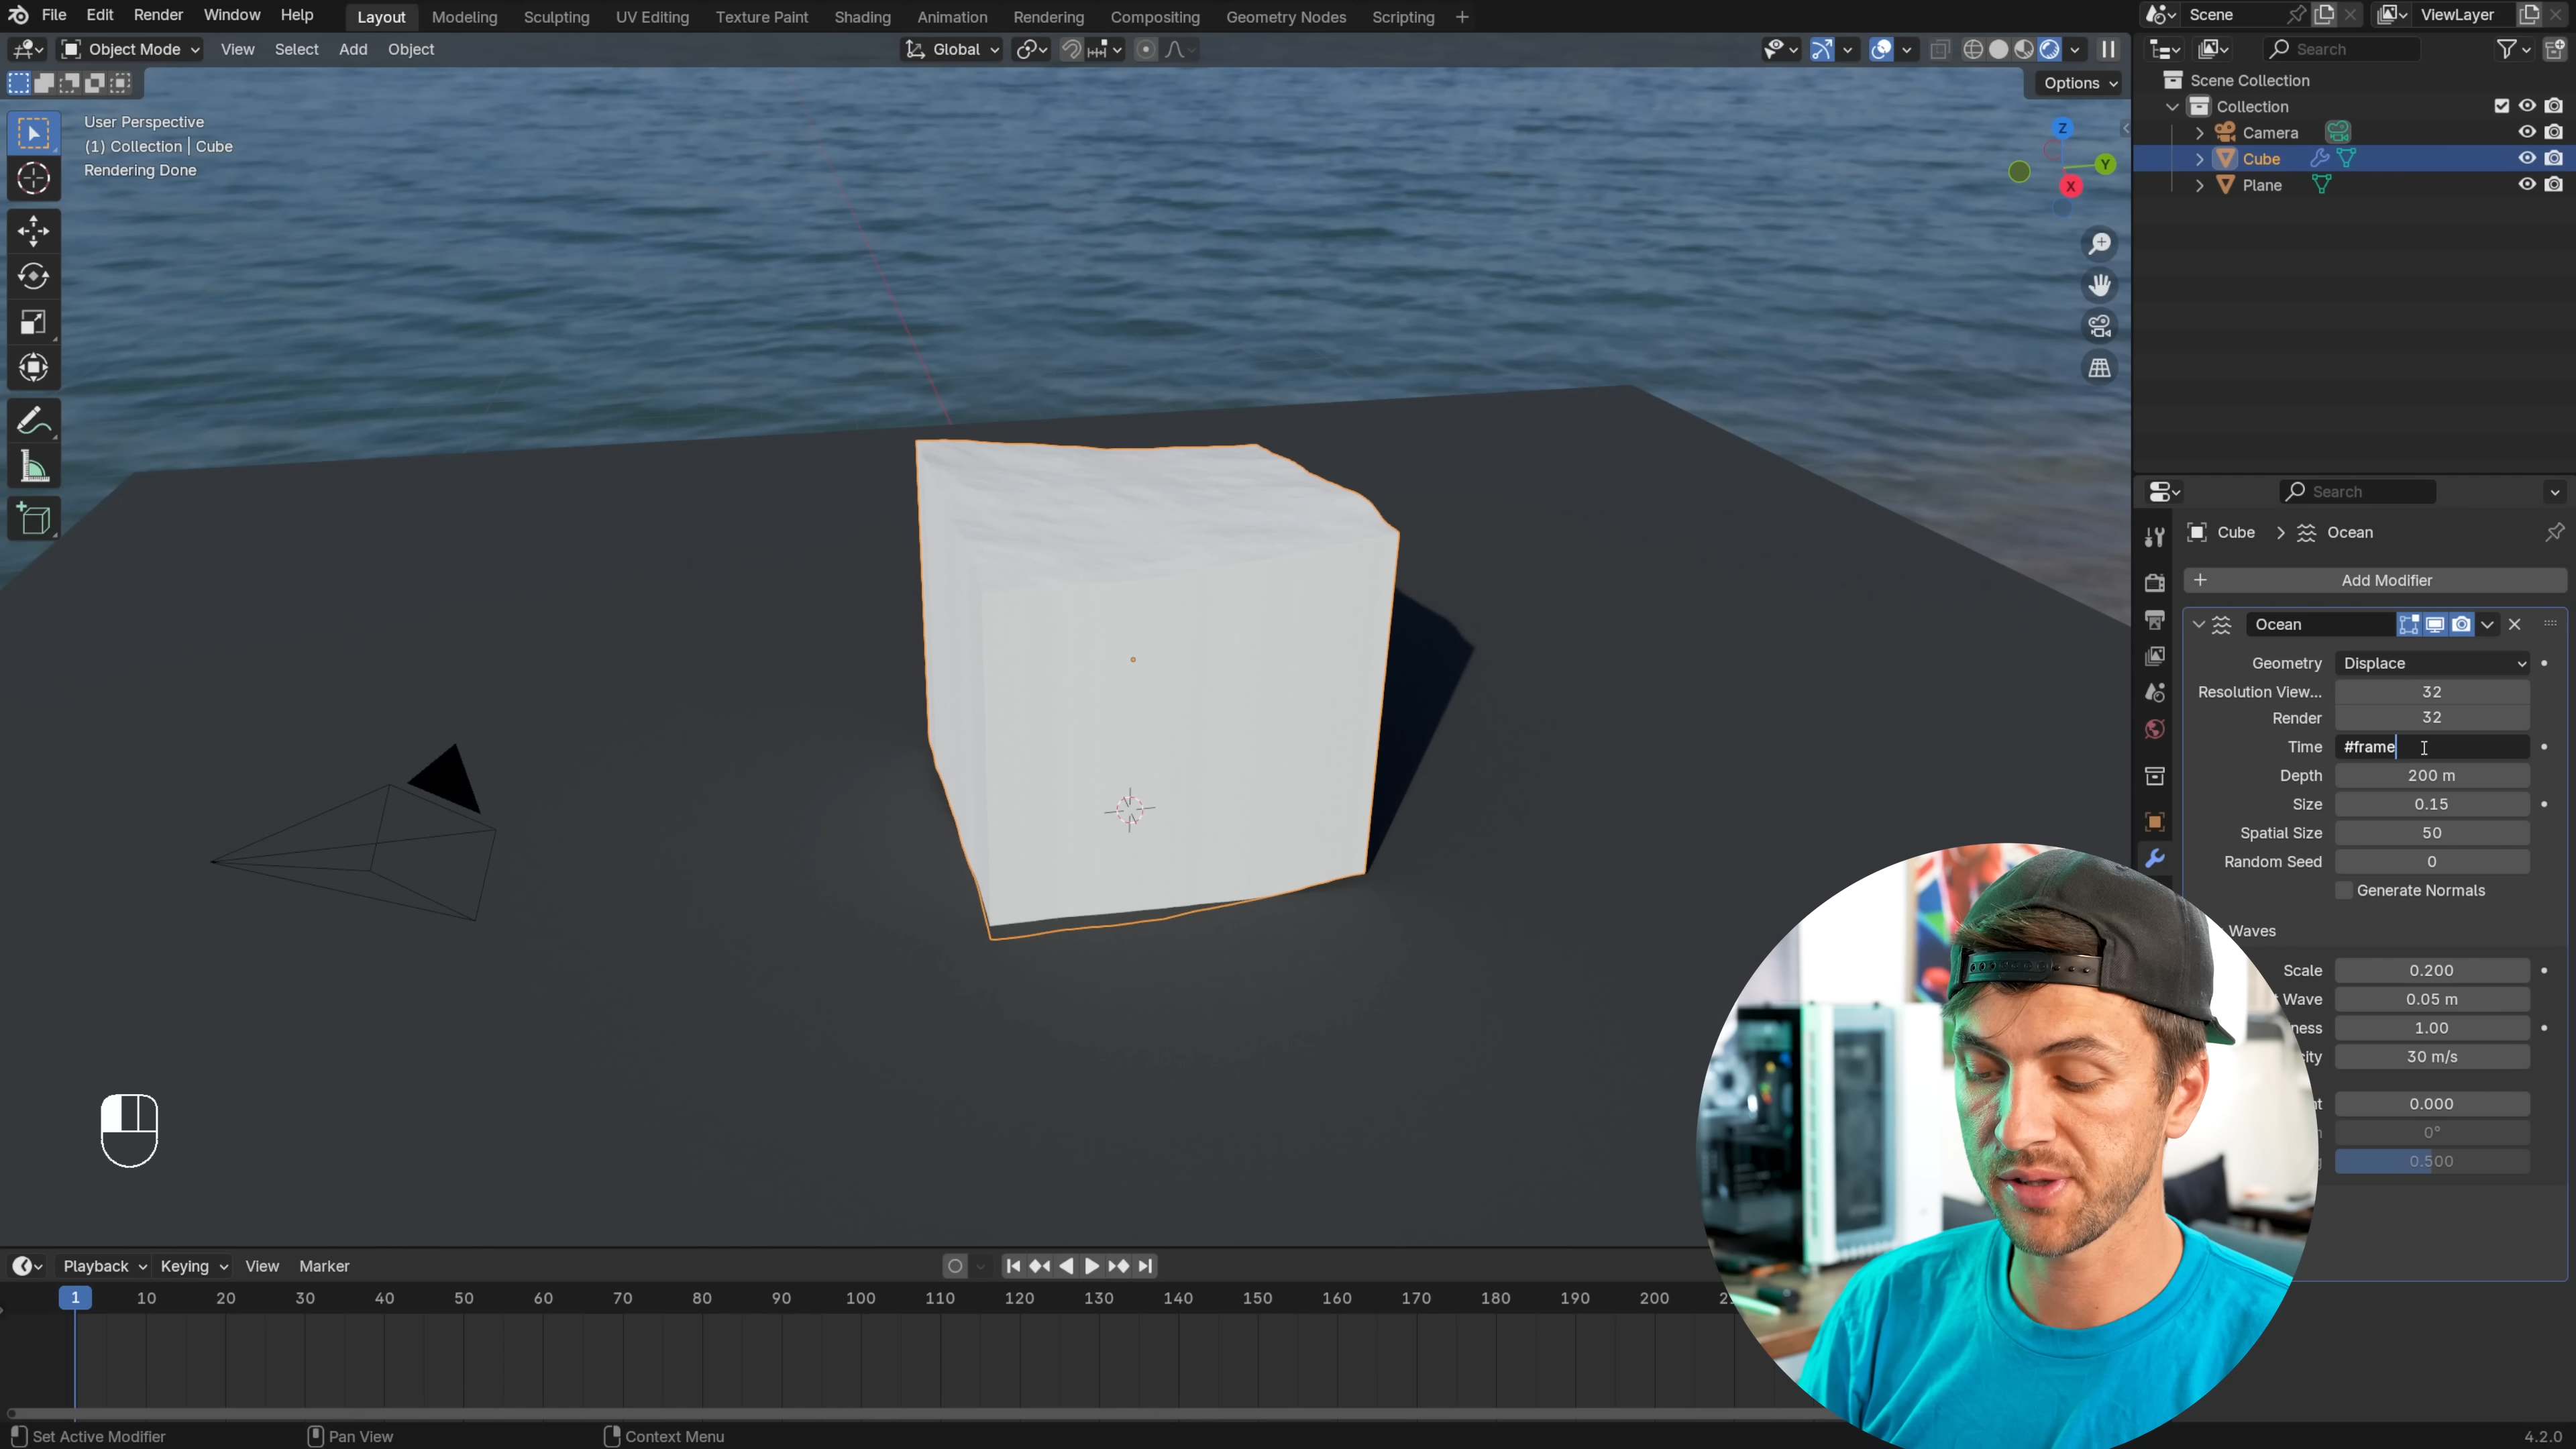 File Edit Render Window Help Layout Modeling Sculpting UV Editing Texture Paint Shading Animation Rendering Compositing Geometry Nodes Scripting Scene ViewLayer
Object Mode View Select Add Object Global Search
Options
User Perspective
(1) Collection | Cube
Rendering Done
Z
Y
X
Scene Collection
Collection
Camera
Cube
Plane
Search
Cube Ocean
Add Modifier
Ocean
Geometry Displace
Resolution View... 32
Render 32
Time #frame
Depth 200 m
Size 0.15
Spatial Size 50
Random Seed 0
Generate Normals
Waves
Scale 0.200
Wave 0.05 m
ness 1.00
city 30 m/s
0.000
0°
0.500
Playback Keying View Marker
1 10 20 30 40 50 60 70 80 90 100 110 120 130 140 150 160 170 180 190 200
Set Active Modifier Pan View Context Menu 4.2.0